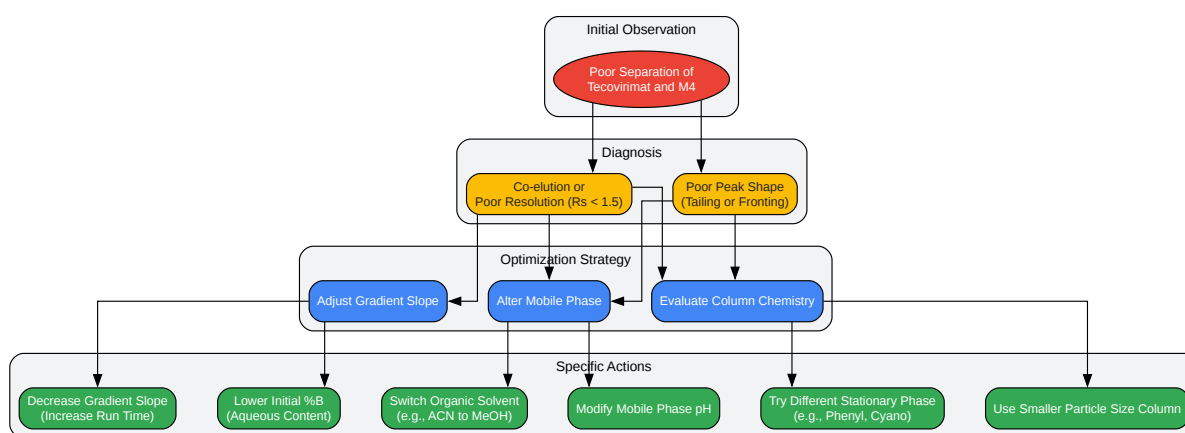 Initial Observation
Poor Separation of
Tecovirimat and M4
Diagnosis
Co-elution or
Poor Resolution (Rs < 1.5)
Poor Peak Shape
(Tailing or Fronting)
Optimization Strategy
Adjust Gradient Slope
Alter Mobile Phase
Evaluate Column Chemistry
Specific Actions
Decrease Gradient Slope
(Increase Run Time)
Lower Initial %B
(Aqueous Content)
Switch Organic Solvent
(e.g., ACN to MeOH)
Modify Mobile Phase pH
Try Different Stationary Phase
(e.g., Phenyl, Cyano)
Use Smaller Particle Size Column